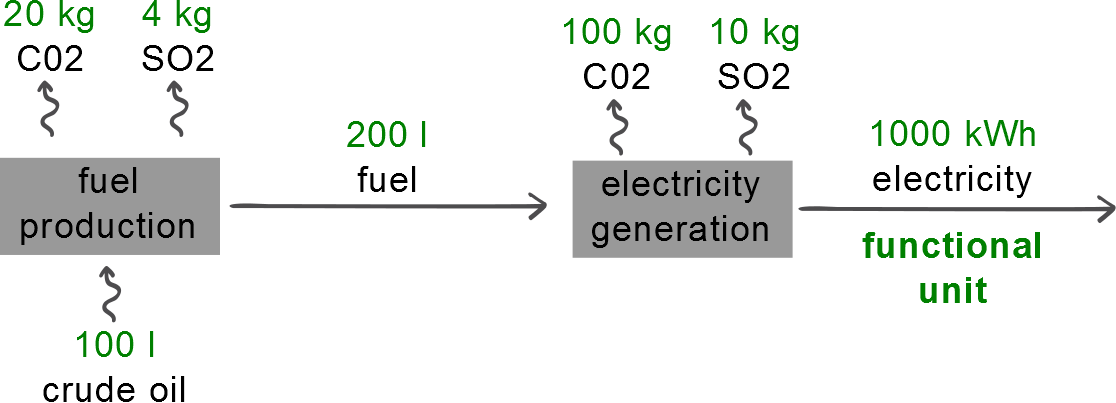 20 kg
C02
4 kg
SO2
fuel
production
100 l
crude oil
200 l
fuel
100 kg
C02
10 kg
SO2
electricity
generation
1000 kWh
electricity
functional
unit